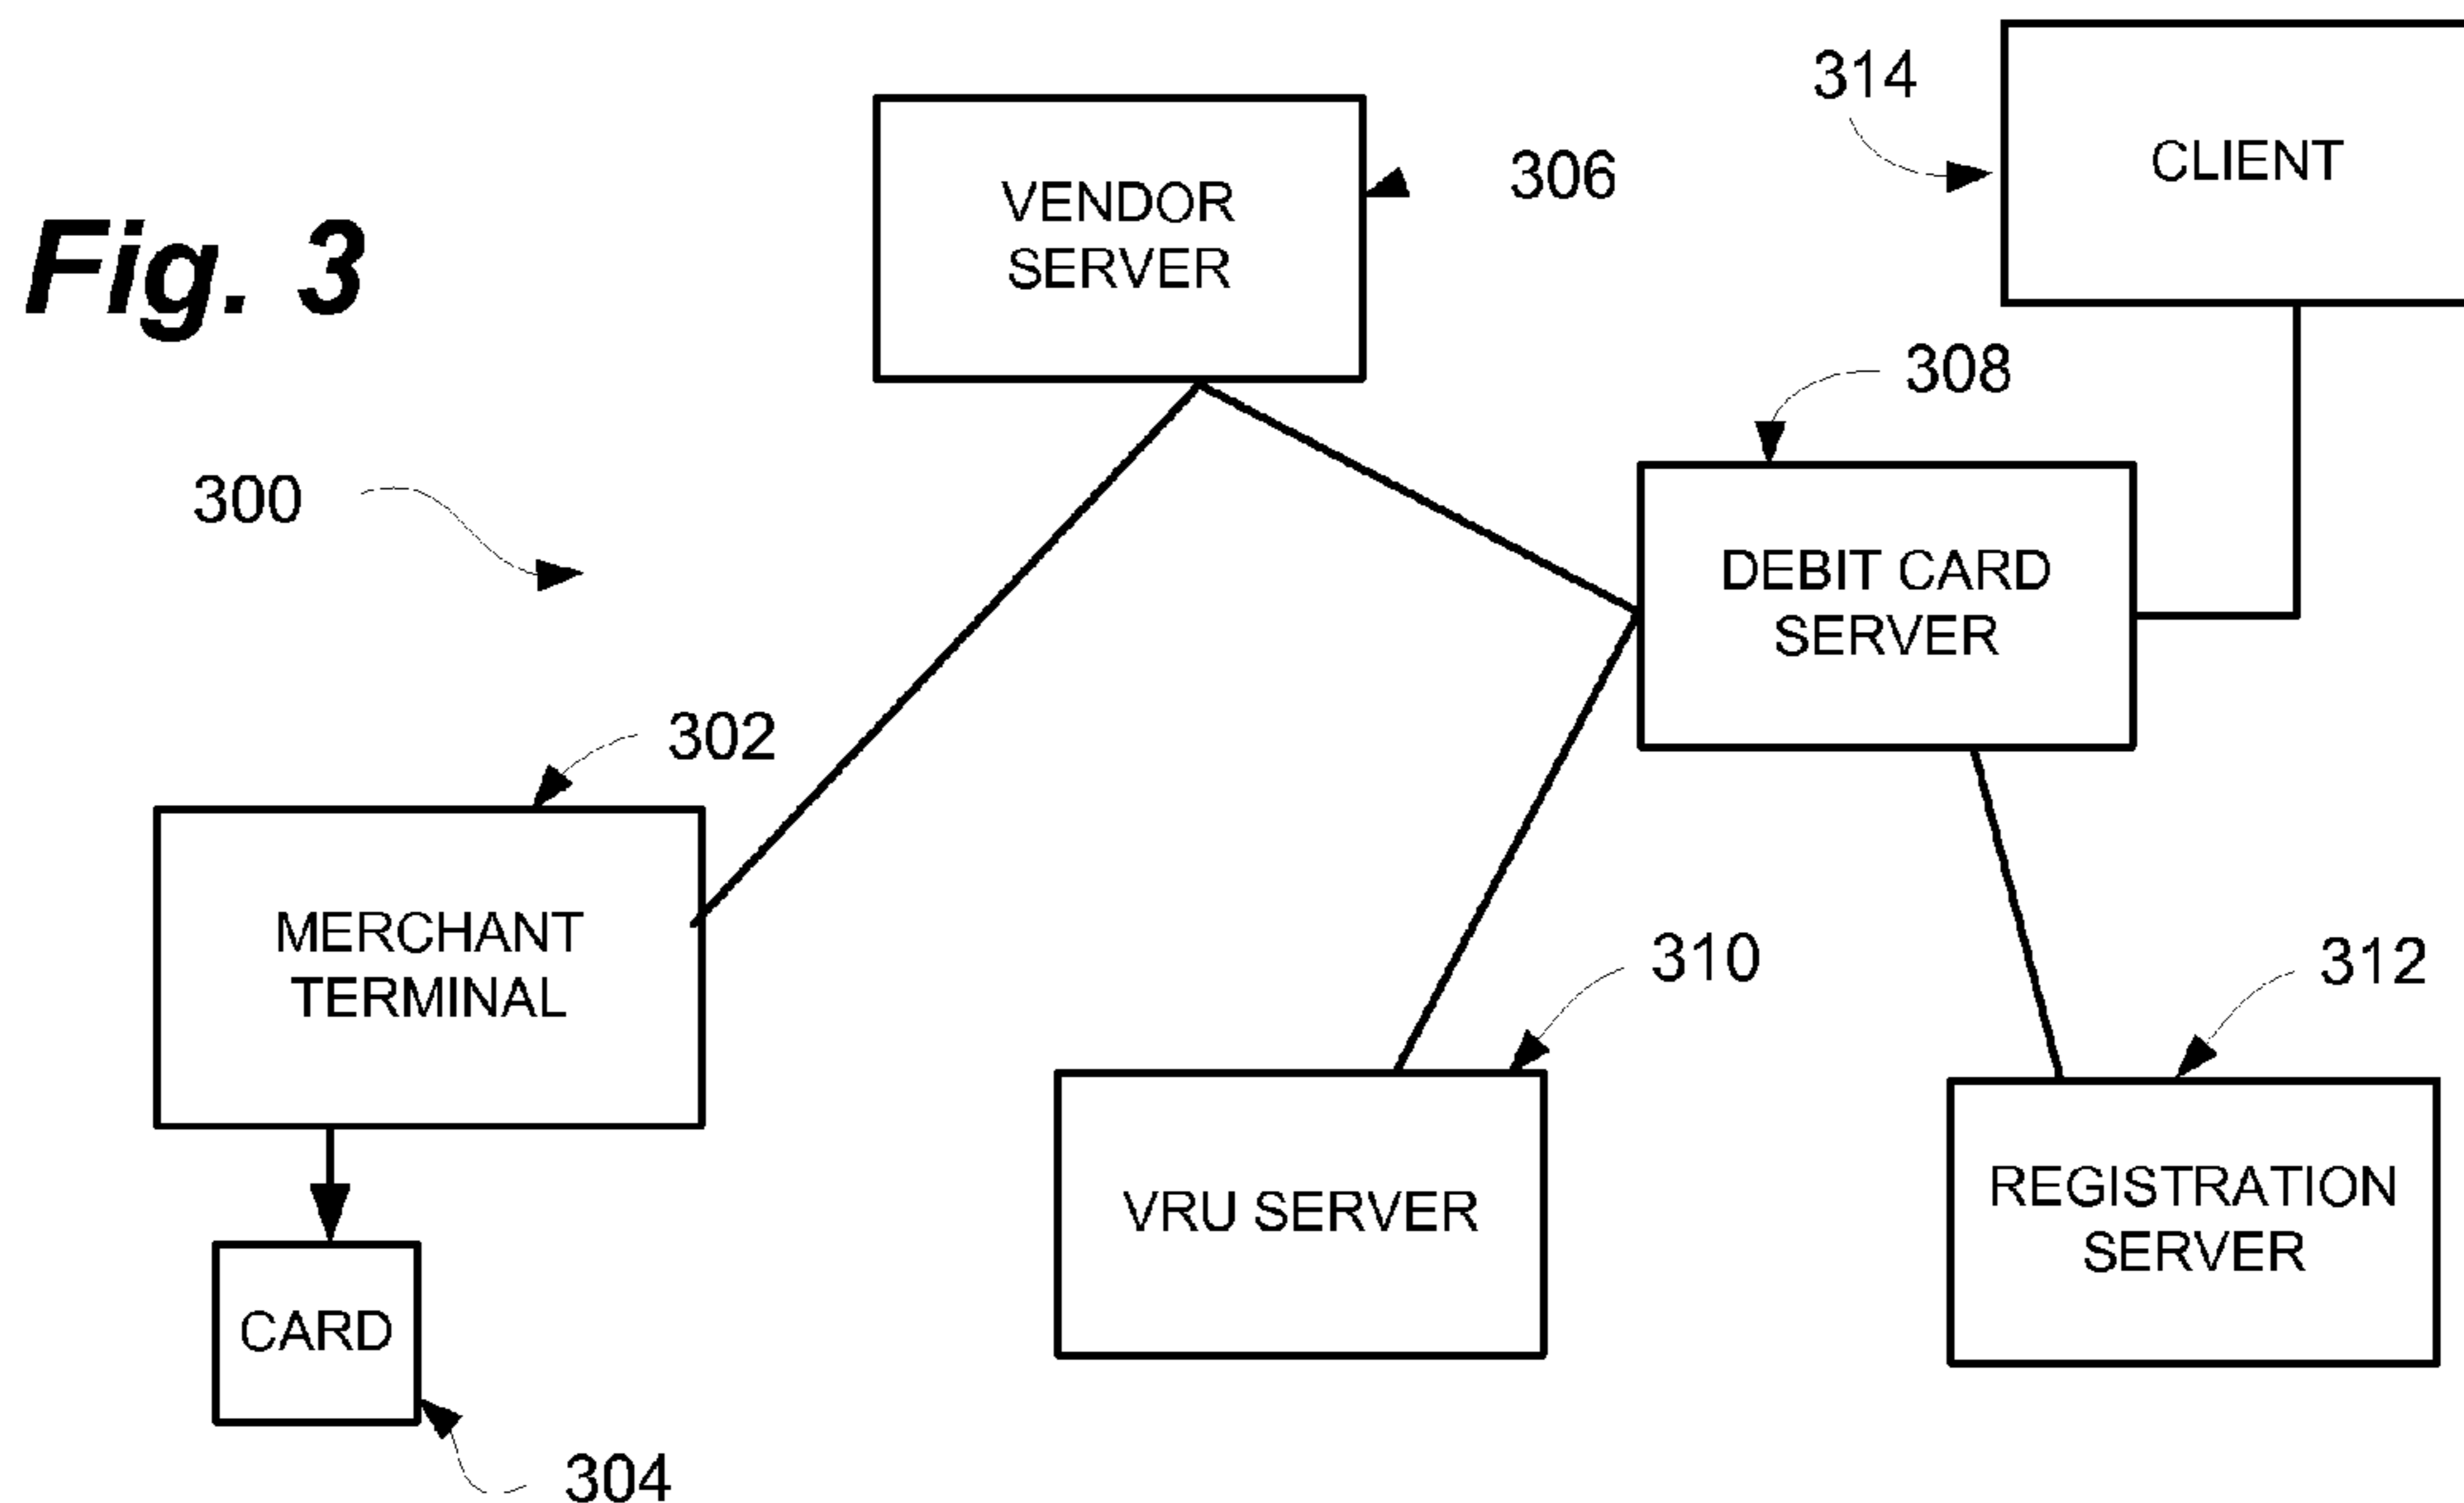 Fig. 3
314
CLIENT
306
VENDOR
SERVER
308
300
DEBIT CARD
SERVER
302
MERCHANT
TERMINAL
310
312
VRU SERVER
REGISTRATION
SERVER
CARD
304